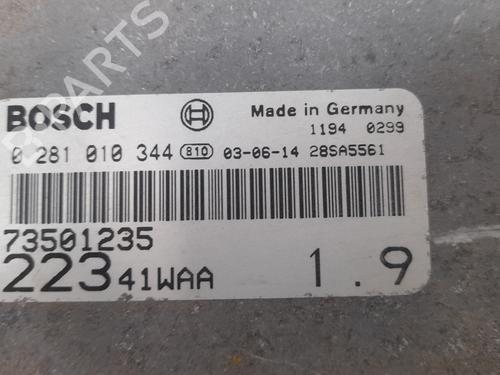 B PARTS
BOSCH Made in Germany
1194 0299
0 281 010 344 810 03-06-14 28SA5561
73501235
223 41WAA 1.9